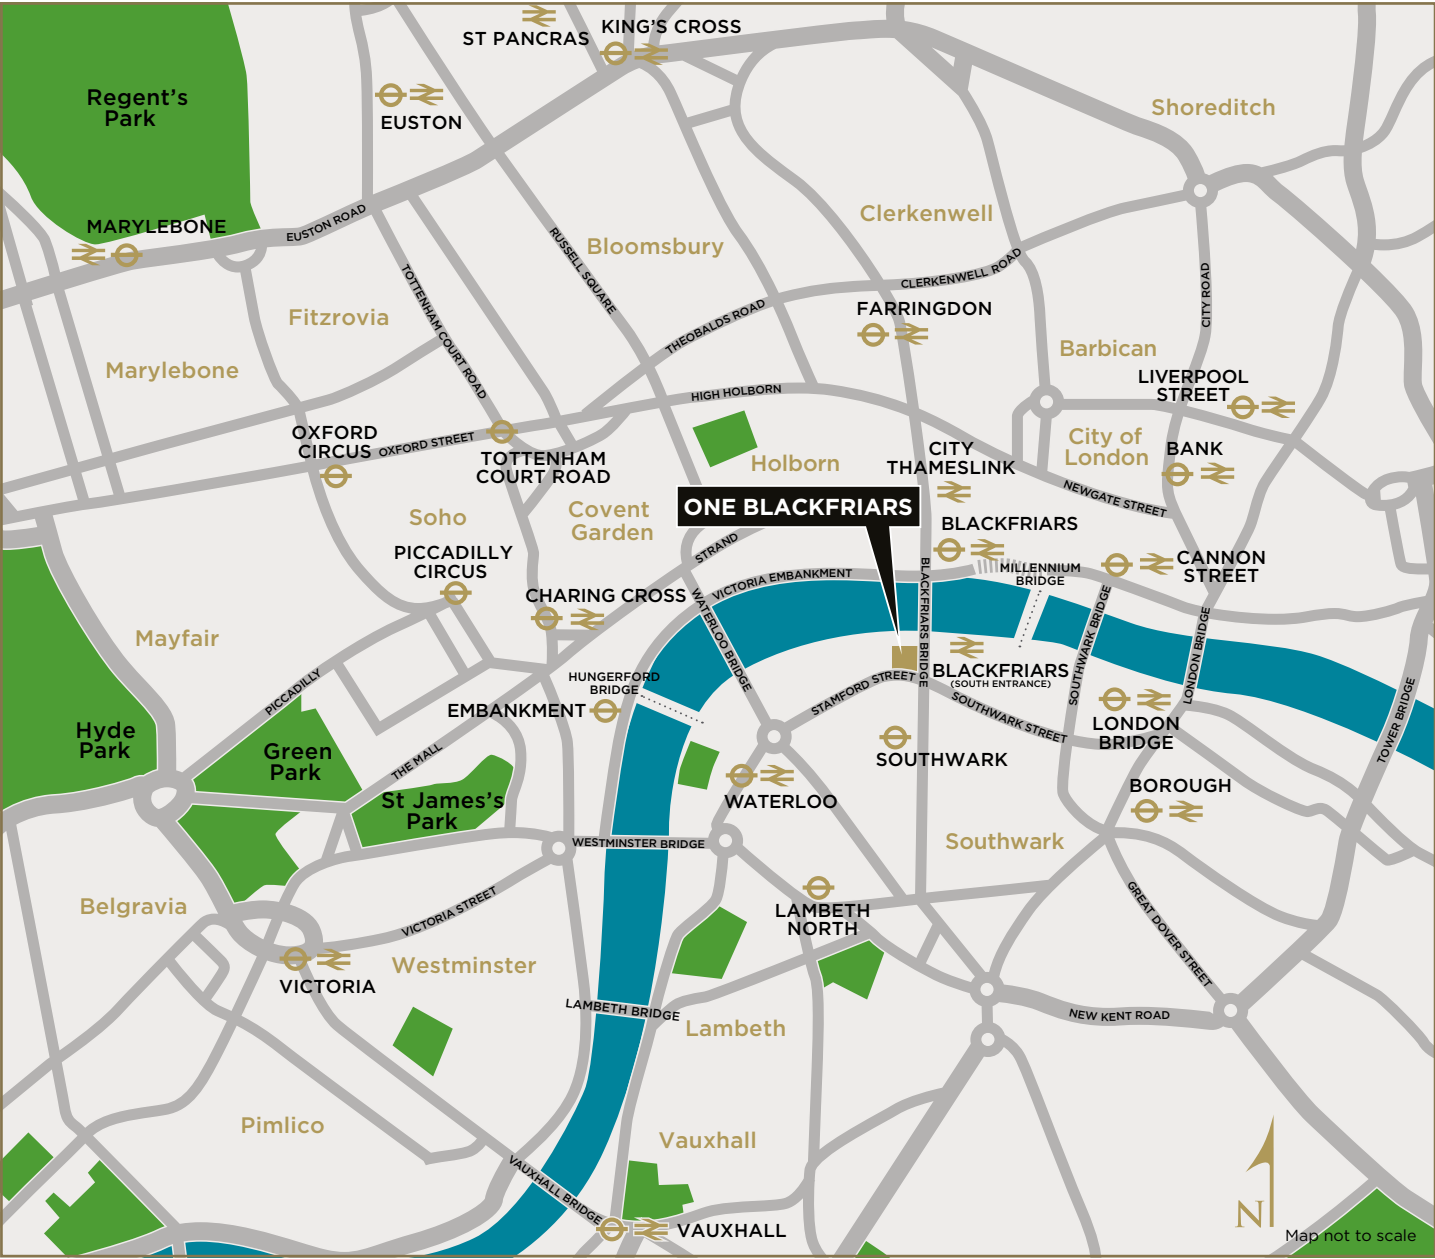 ST PANCRAS
KING'S CROSS
Regent's
Park
EUSTON
Shoreditch
MARYLEBONE
EUSTON ROAD
RUSSELL SQUARE
Bloomsbury
Clerkenwell
CLERKENWELL ROAD
CITY ROAD
TOTTENHAM COURT ROAD
Fitzrovia
THEOBALDS ROAD
FARRINGDON
Marylebone
Barbican
LIVERPOOL
STREET
HIGH HOLBORN
OXFORD
CIRCUS
OXFORD STREET
TOTTENHAM
COURT ROAD
Holborn
CITY
THAMESLINK
City of
London
BANK
NEWGATE STREET
Soho
Covent
Garden
ONE BLACKFRIARS
BLACKFRIARS
PICCADILLY
CIRCUS
STRAND
VICTORIA EMBANKMENT
BLACKFRIARS BRIDGE
MILLENNIUM
BRIDGE
CANNON
STREET
CHARING CROSS
WATERLOO BRIDGE
SOUTHWARK BRIDGE
LONDON BRIDGE
TOWER BRIDGE
Mayfair
PICCADILLY
HUNGERFORD
BRIDGE
EMBANKMENT
BLACKFRIARS
(SOUTH ENTRANCE)
STAMFORD STREET
SOUTHWARK STREET
Hyde
Park
Green
Park
THE MALL
St James's
Park
SOUTHWARK
LONDON
BRIDGE
WATERLOO
BOROUGH
WESTMINSTER BRIDGE
Southwark
Belgravia
VICTORIA STREET
LAMBETH
NORTH
GREAT DOVER STREET
Westminster
VICTORIA
LAMBETH BRIDGE
Lambeth
NEW KENT ROAD
Pimlico
Vauxhall
VAUXHALL BRIDGE
VAUXHALL
N
Map not to scale